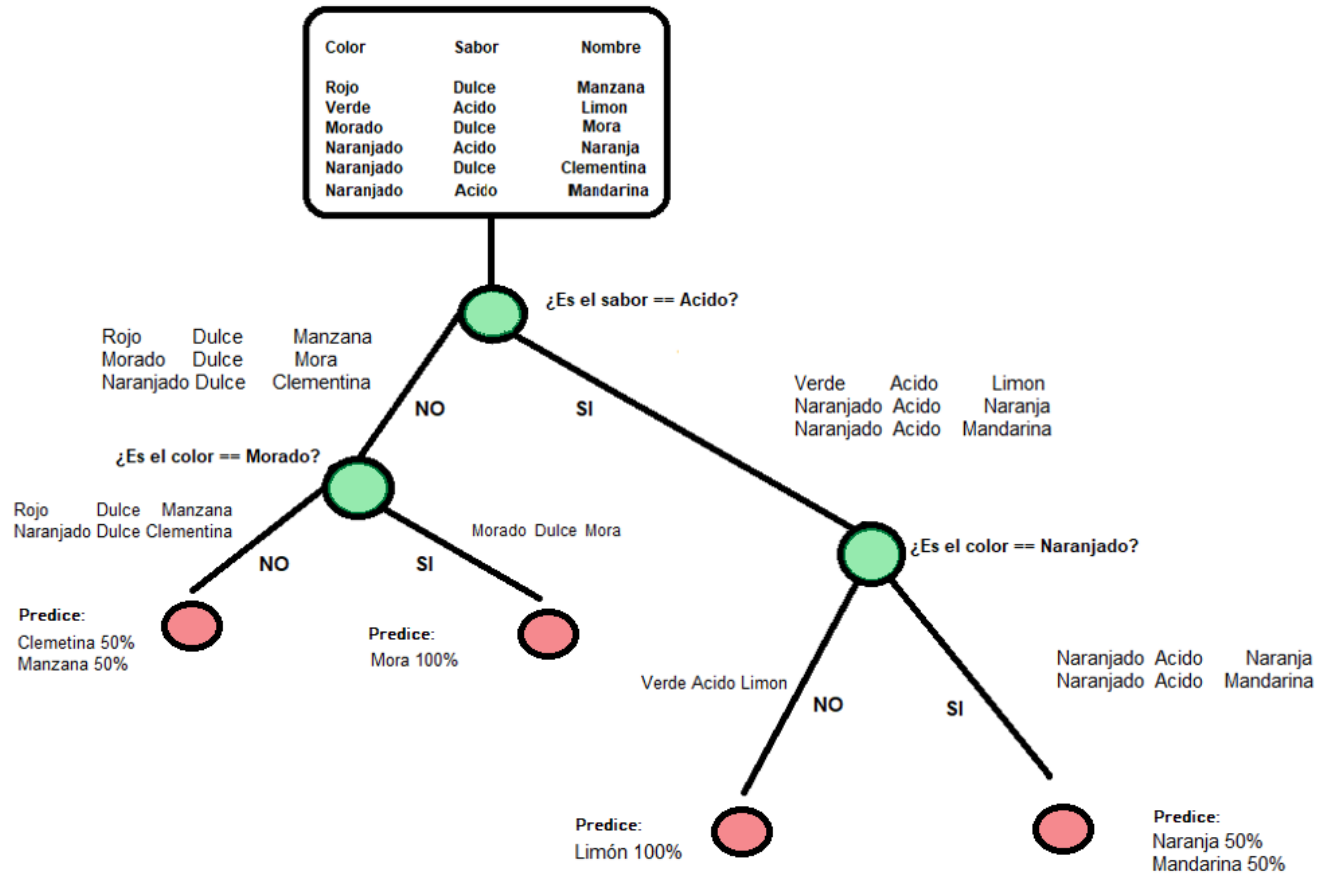 Color Sabor Nombre
Rojo Dulce Manzana
Verde Acido Limon
Morado Dulce Mora
Naranjado Acido Naranja
Naranjado Dulce Clementina
Naranjado Acido Mandarina
¿Es el sabor == Acido?
Rojo Dulce Manzana
Morado Dulce Mora
Naranjado Dulce Clementina
NO
SI
Verde Acido Limon
Naranjado Acido Naranja
Naranjado Acido Mandarina
¿Es el color == Morado?
Rojo Dulce Manzana
Naranjado Dulce Clementina
NO
SI
Morado Dulce Mora
¿Es el color == Naranjado?
Predice:
Clemetina 50%
Manzana 50%
Predice:
Mora 100%
Verde Acido Limon
NO
SI
Naranjado Acido Naranja
Naranjado Acido Mandarina
Predice:
Limón 100%
Predice:
Naranja 50%
Mandarina 50%